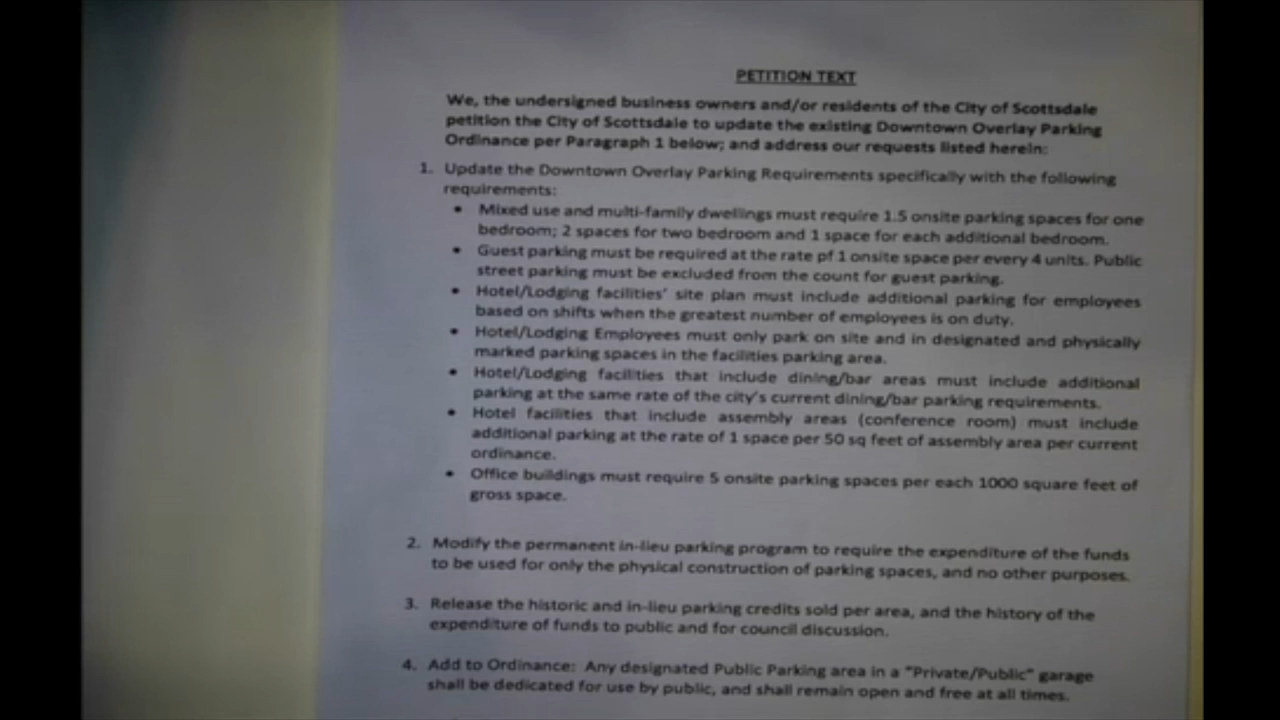 PETITION TEXT
We, the undersigned business owners and/or residents of the City of Scottsdale
petition the City of Scottsdale to update the existing Downtown Overlay Parking
Ordinance per Paragraph 1 below; and address our requests listed herein:
1. Update the Downtown Overlay Parking Requirements specifically with the following
requirements:
• Mixed use and multi-family dwellings must require 1.5 onsite parking spaces for one
bedroom; 2 spaces for two bedroom and 1 space for each additional bedroom.
• Guest parking must be required at the rate pf 1 onsite space per every 4 units. Public
street parking must be excluded from the count for guest parking.
• Hotel/Lodging facilities' site plan must include additional parking for employees
based on shifts when the greatest number of employees is on duty.
• Hotel/Lodging Employees must only park on site and in designated and physically
marked parking spaces in the facilities parking area.
• Hotel/Lodging facilities that include dining/bar areas must include additional
parking at the same rate of the city's current dining/bar parking requirements.
• Hotel facilities that include assembly areas (conference room) must include
additional parking at the rate of 1 space per 50 sq feet of assembly area per current
ordinance.
• Office buildings must require 5 onsite parking spaces per each 1000 square feet of
gross space.
2. Modify the permanent in-lieu parking program to require the expenditure of the funds
to be used for only the physical construction of parking spaces, and no other purposes.
3. Release the historic and in-lieu parking credits sold per area, and the history of the
expenditure of funds to public and for council discussion.
4. Add to Ordinance: Any designated Public Parking area in a "Private/Public" garage
shall be dedicated for use by public, and shall remain open and free at all times.